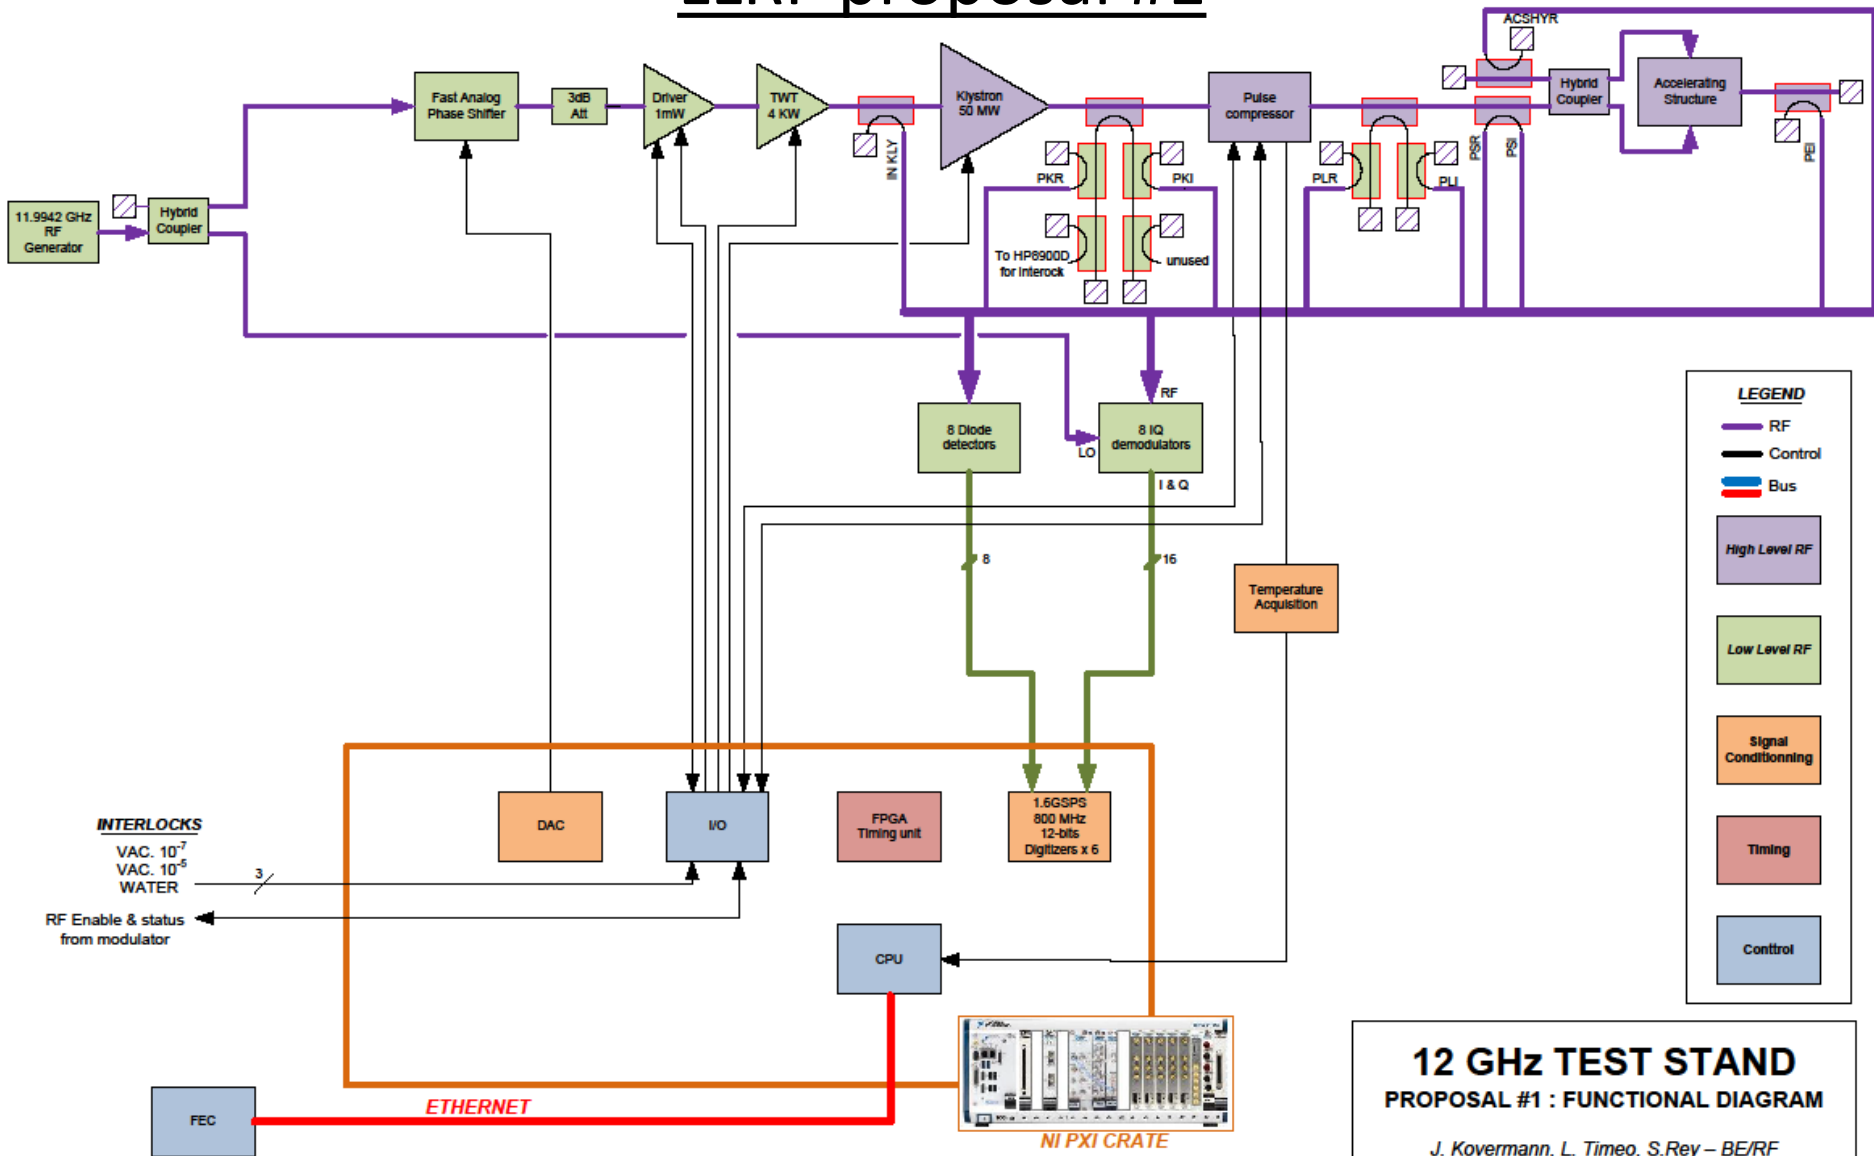 ACSHYR
Fast Analog
Phase Shifter
3dB
Att
Driver
1mW
TWT
4 KW
IN KLY
Klystron
50 MW
PKR
PKI
To HP8900D
for Interock
unused
Pulse
compressor
PLR
PLI
PSR
PSI
Hybrid
Coupler
Accelerating
Structure
PEI
11.9942 GHz
RF
Generator
Hybrid
Coupler
8 Diode
detectors
RF
LO
8 IQ
demodulators
I & Q
8
16
Temperature
Acquisition
LEGEND
RF
Control
Bus
High Level RF
Low Level RF
Signal
Conditionning
Timing
Conttrol
INTERLOCKS
VAC. 10-7
VAC. 10-5
WATER
3
RF Enable & status
from modulator
DAC
I/O
FPGA
Timing unit
1.6GSPS
800 MHz
12-bits
Digitizers x 6
CPU
FEC
ETHERNET
NI PXI CRATE
12 GHz TEST STAND
PROPOSAL #1 : FUNCTIONAL DIAGRAM
J. Kovermann, L. Timeo, S.Rey – BE/RF